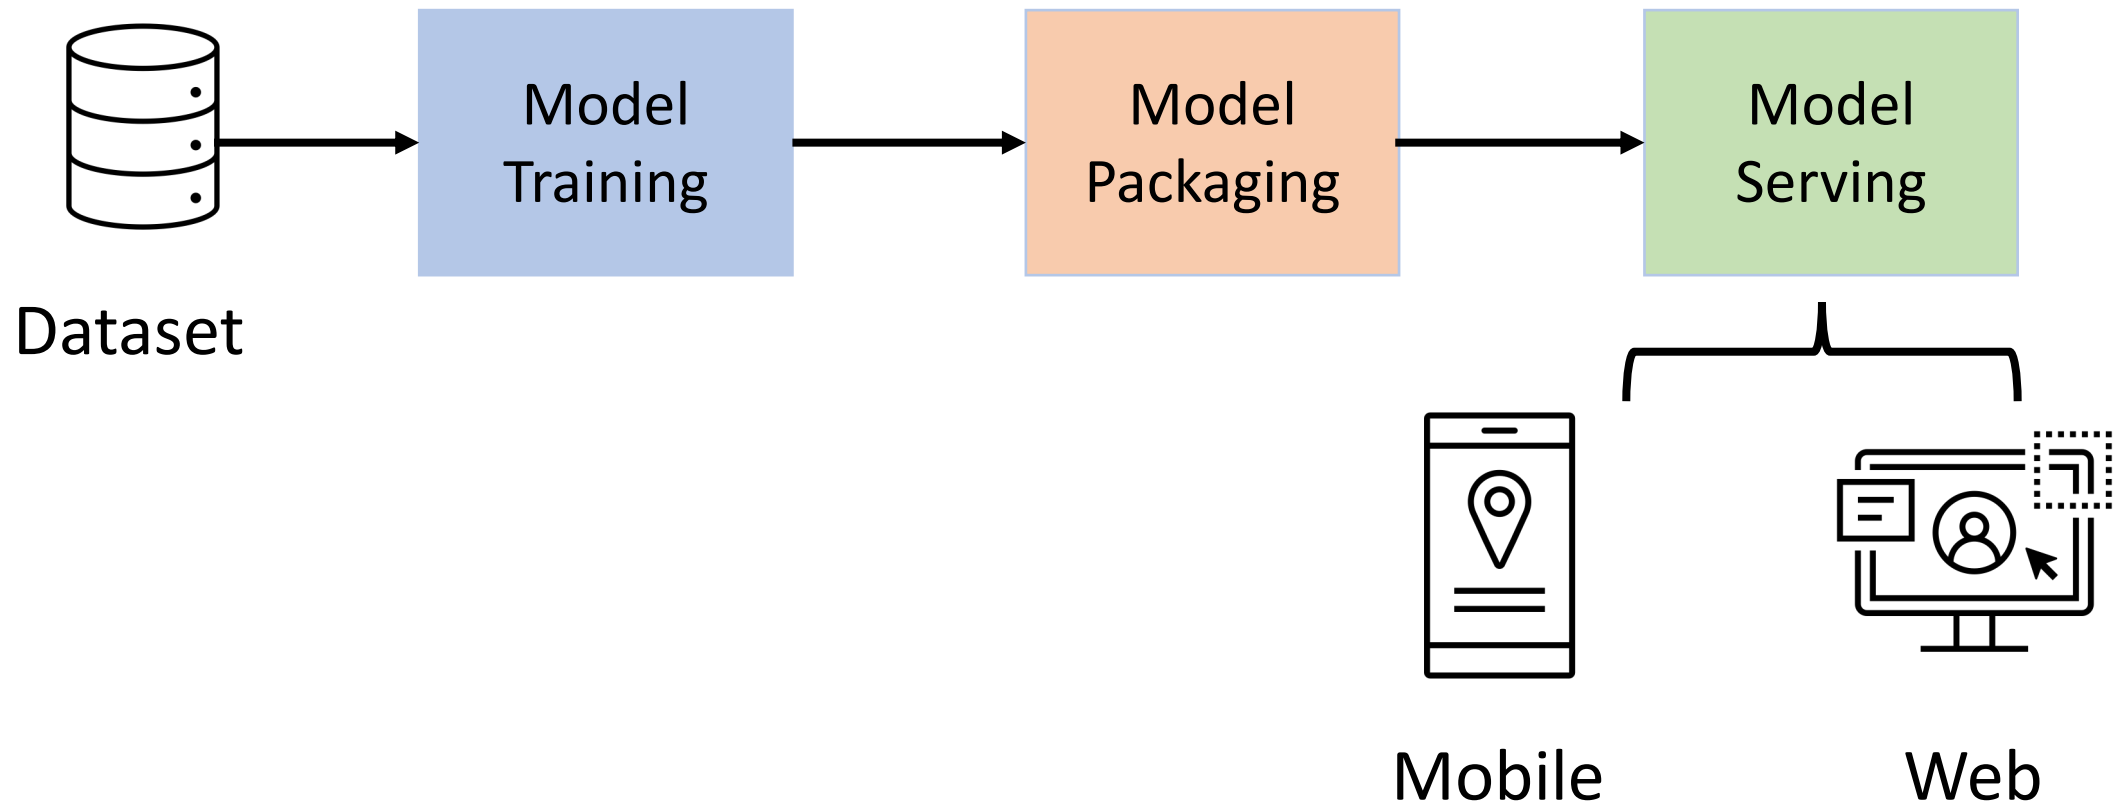 Model
Training
Model
Packaging
Model
Serving
Dataset
Mobile
Web